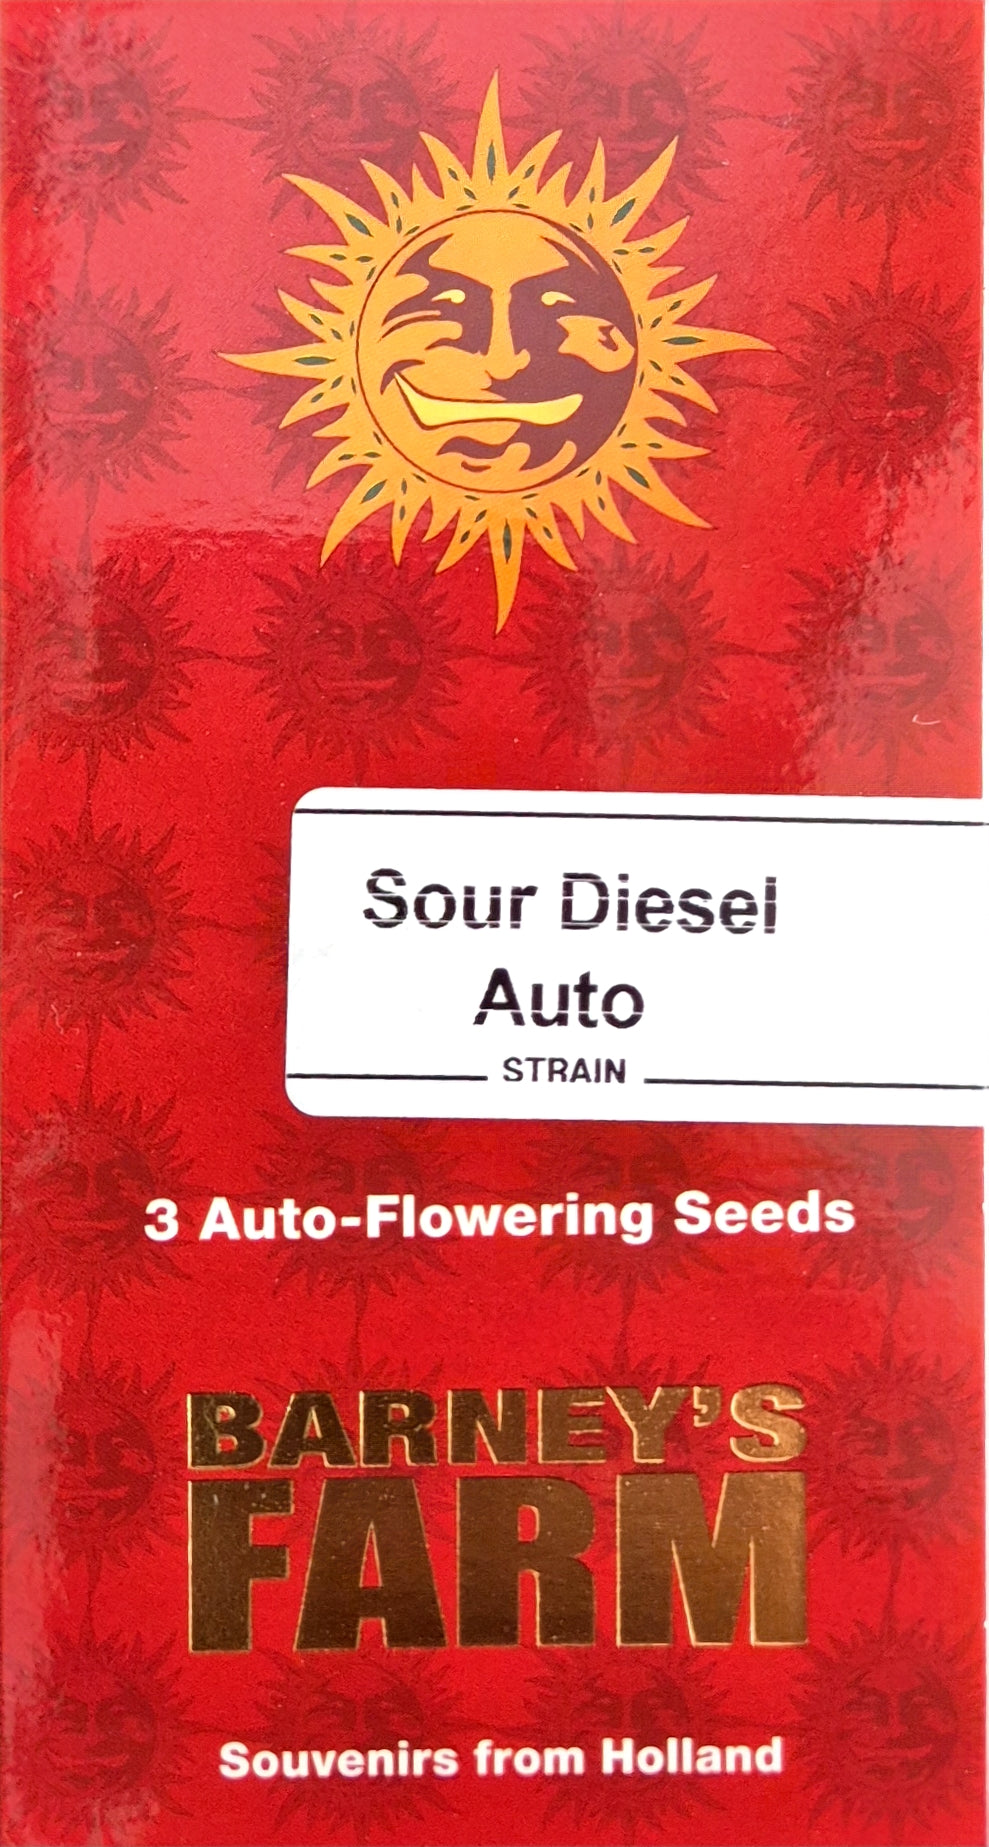 Sour Diesel
Auto
STRAIN
3 Auto-Flowering Seeds
BARNEY'S
FARM
Souvenirs from Holland